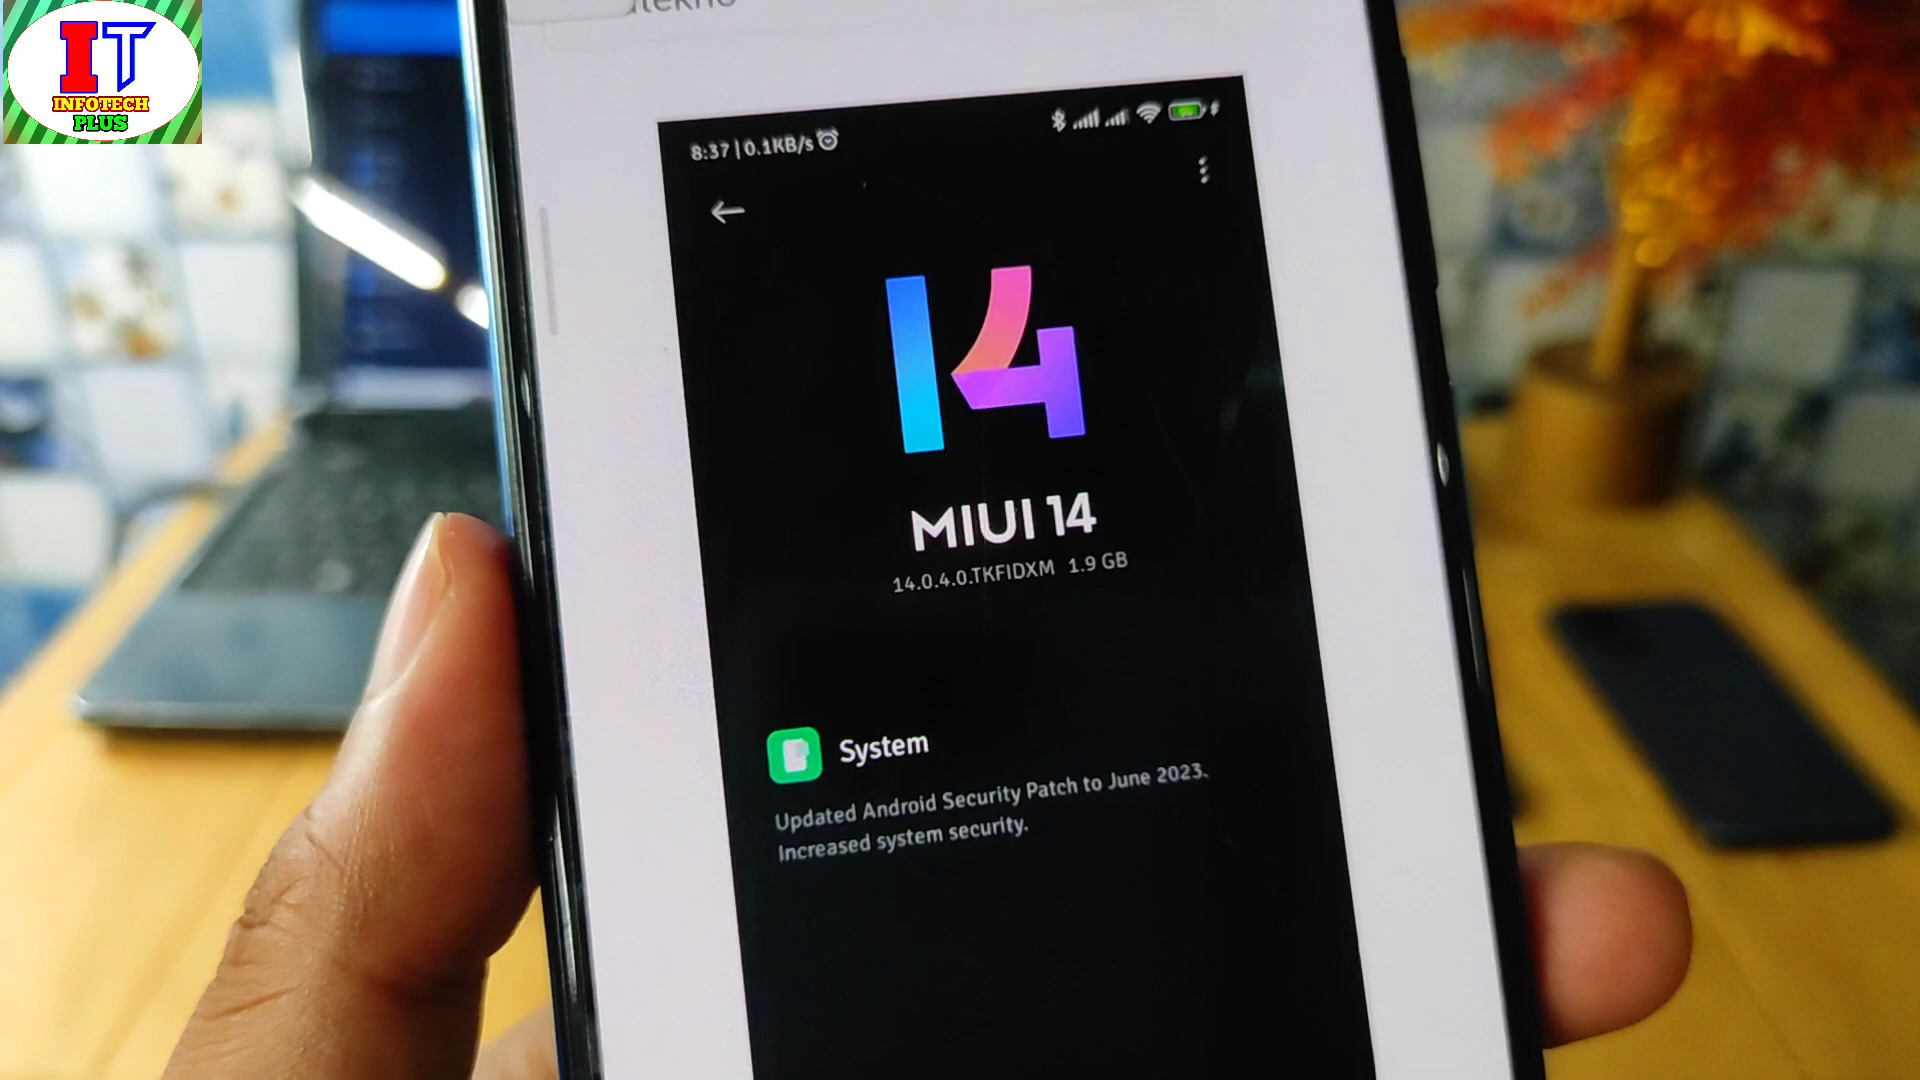 IT
INFOTECH
PLUS
8:37 | 0.1KB/s
14
MIUI 14
14.0.4.0.TKFIDXM 1.9 GB
System
Updated Android Security Patch to June 2023.
Increased system security.